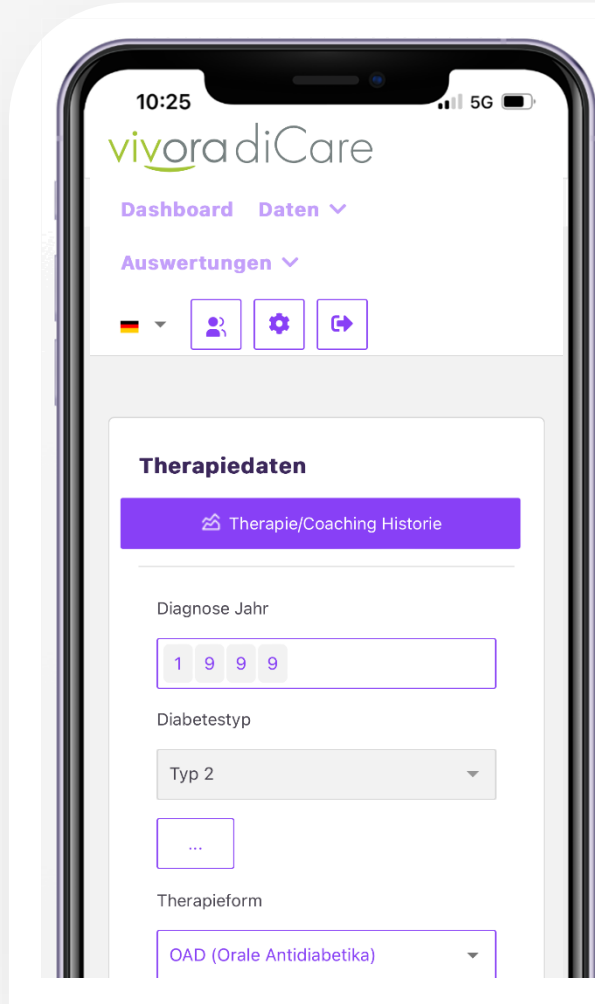 10:25 5G
vivora diCare
Dashboard Daten
Auswertungen
Therapiedaten
Therapie/Coaching Historie
Diagnose Jahr
1 9 9 9
Diabetestyp
Typ 2
...
Therapieform
OAD (Orale Antidiabetika)